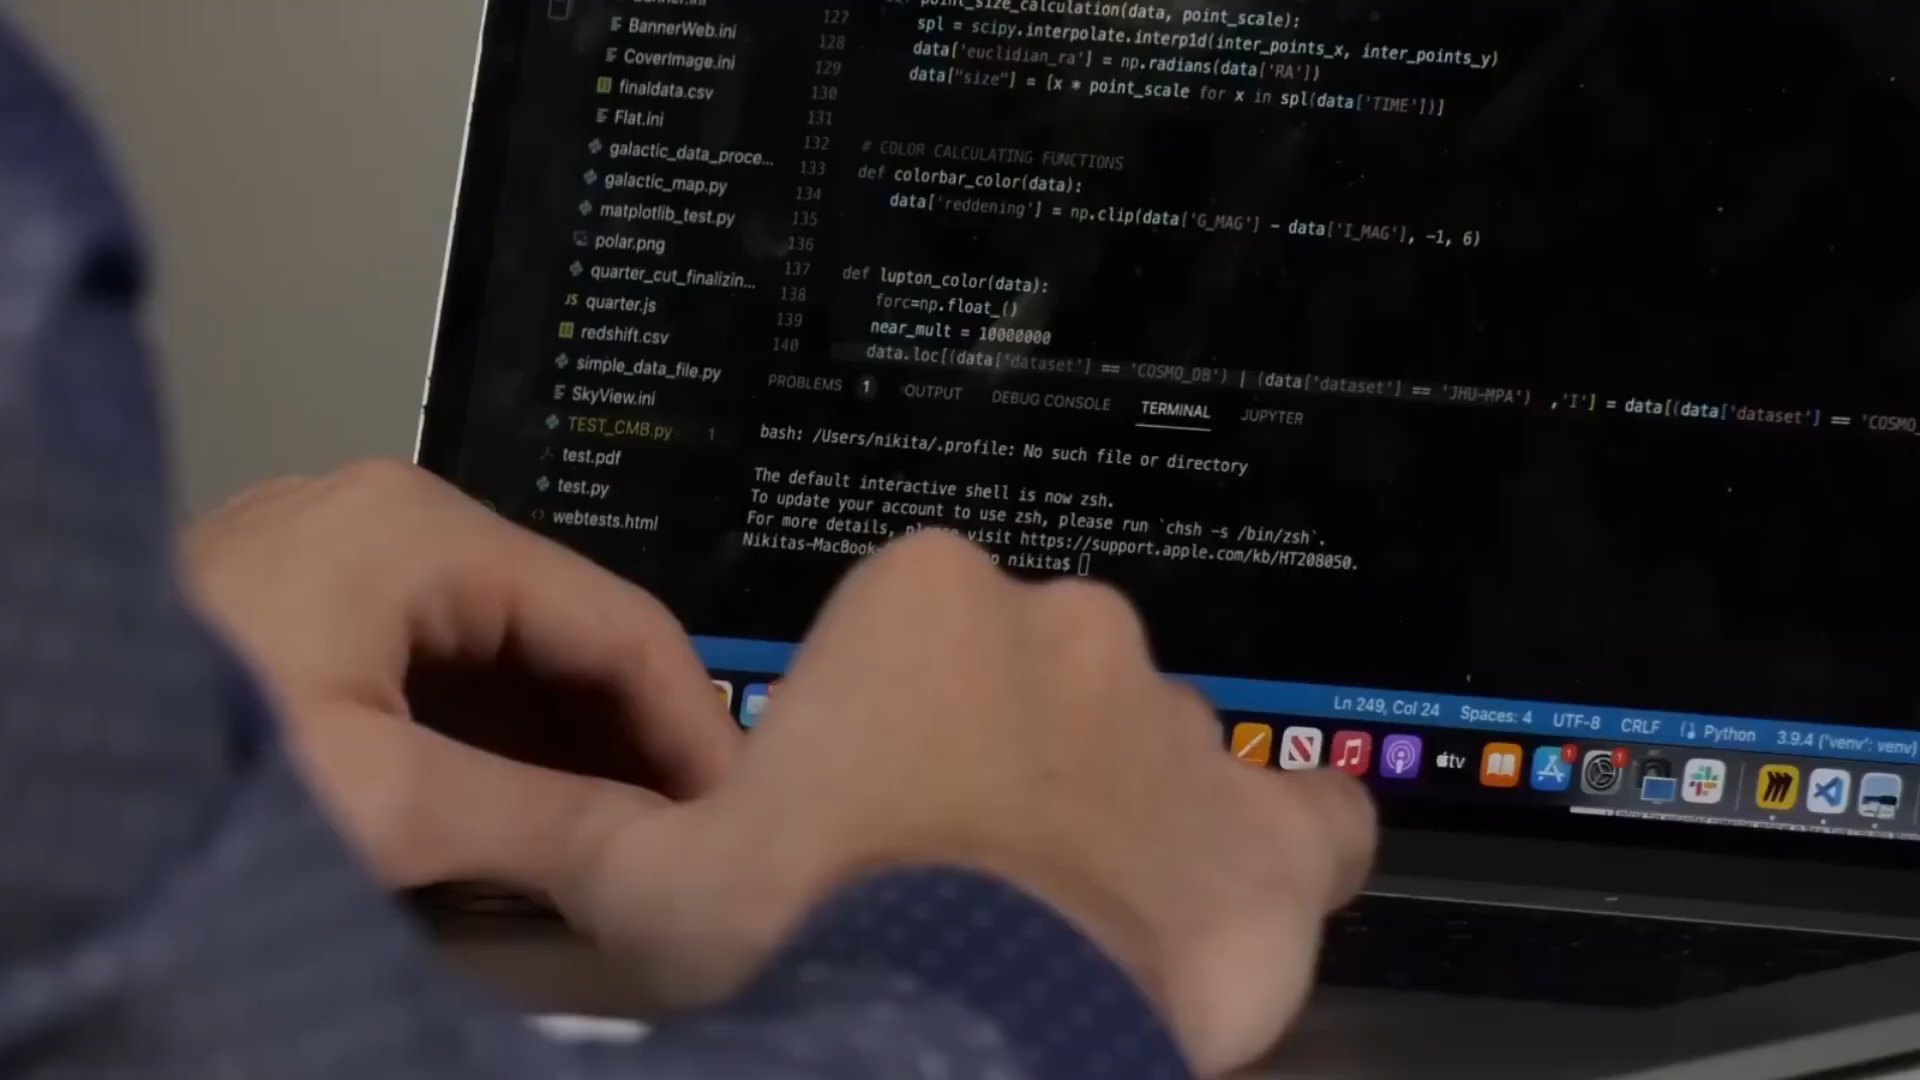 BannerWeb.ini
CoverImage.ini
finaldata.csv
Flat.ini
galactic_data_proce...
galactic_map.py
matplotlib_test.py
polar.png
quarter_cut_finalizin...
JS quarter.js
redshift.csv
simple_data_file.py
SkyView.ini
TEST_CMB.py 1
test.pdf
test.py
<> webtests.html
127
128
129
130
131
132
133
134
135
136
137
138
139
140
point_size_calculation(data, point_scale):
spl = scipy.interpolate.interp1d(inter_points_x, inter_points_y)
data['euclidian_ra'] = np.radians(data['RA'])
data["size"] = [x * point_scale for x in spl(data['TIME'])]
# COLOR CALCULATING FUNCTIONS
def colorbar_color(data):
data['reddening'] = np.clip(data['G_MAG'] - data['I_MAG'], -1, 6)
def lupton_color(data):
forc=np.float_()
near_mult = 10000000
data.loc[(data['dataset'] == 'COSMO_DB') | (data['dataset'] == 'JHU-MPA') ,'I'] = data[(data['dataset'] == 'COSMO_
PROBLEMS 1 OUTPUT DEBUG CONSOLE TERMINAL JUPYTER
bash: /Users/nikita/.profile: No such file or directory
The default interactive shell is now zsh.
To update your account to use zsh, please run `chsh -s /bin/zsh`.
For more details, please visit https://support.apple.com/kb/HT208050.
Nikitas-MacBook- nikita$
Ln 249, Col 24 Spaces: 4 UTF-8 CRLF Python 3.9.4 ('venv': venv)
tv